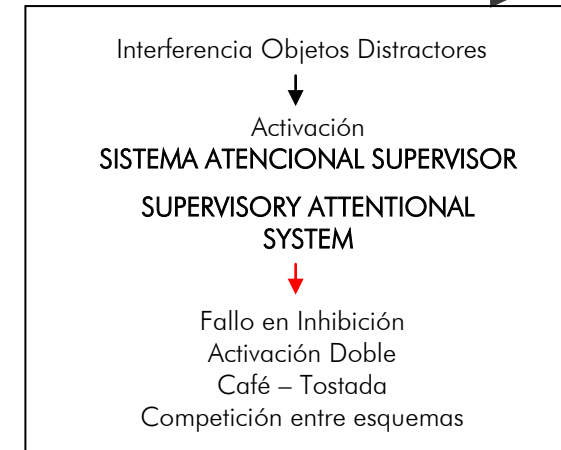 Interferencia Objetos Distractores
Activación
SISTEMA ATENCIONAL SUPERVISOR
SUPERVISORY ATTENTIONAL
SYSTEM
Fallo en Inhibición
Activación Doble
Café – Tostada
Competición entre esquemas